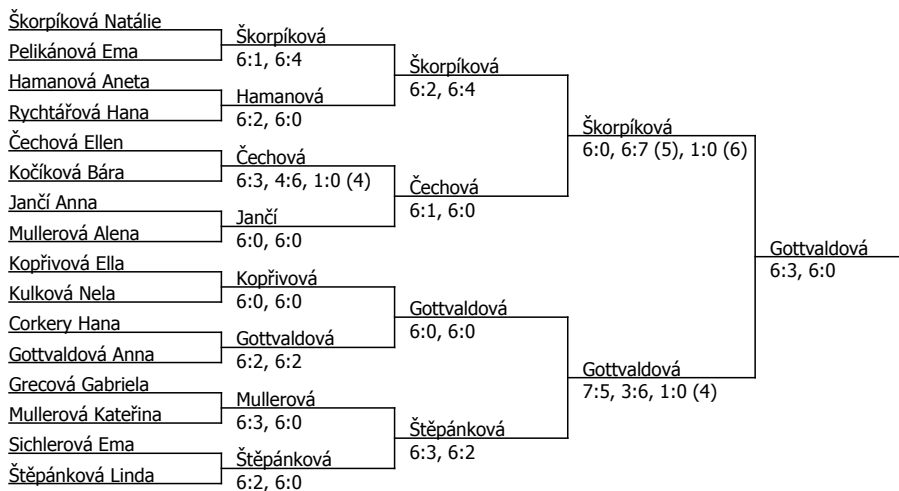 Škorpíková Natálie
Pelikánová Ema
Hamanová Aneta
Rychtářová Hana
Čechová Ellen
Kočíková Bára
Jančí Anna
Mullerová Alena
Kopřivová Ella
Kulková Nela
Corkery Hana
Gottvaldová Anna
Grecová Gabriela
Mullerová Kateřina
Sichlerová Ema
Štěpánková Linda
Škorpíková
6:1, 6:4
Hamanová
6:2, 6:0
Čechová
6:3, 4:6, 1:0 (4)
Jančí
6:0, 6:0
Kopřivová
6:0, 6:0
Gottvaldová
6:2, 6:2
Mullerová
6:3, 6:0
Štěpánková
6:2, 6:0
Škorpíková
6:2, 6:4
Čechová
6:1, 6:0
Gottvaldová
6:0, 6:0
Štěpánková
6:3, 6:2
Škorpíková
6:0, 6:7 (5), 1:0 (6)
Gottvaldová
7:5, 3:6, 1:0 (4)
Gottvaldová
6:3, 6:0